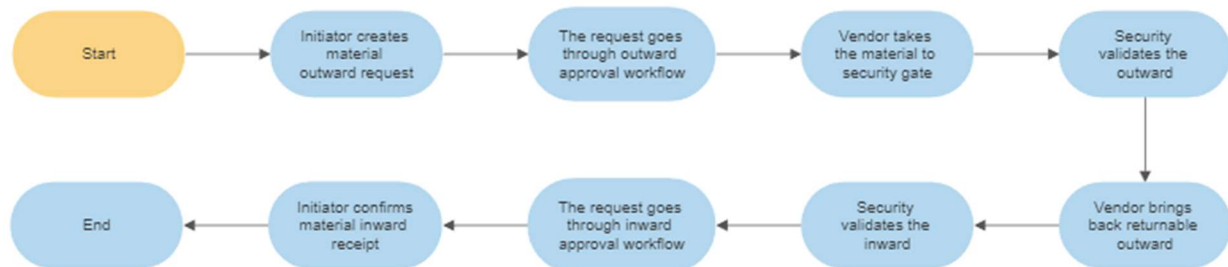 Start
Initiator creates
material
outward request
The request goes
through outward
approval workflow
Vendor takes
the material to
security gate
Security
validates the
outward
Vendor brings
back returnable
outward
Security
validates the
inward
The request goes
through inward
approval workflow
Initiator confirms
material inward
receipt
End